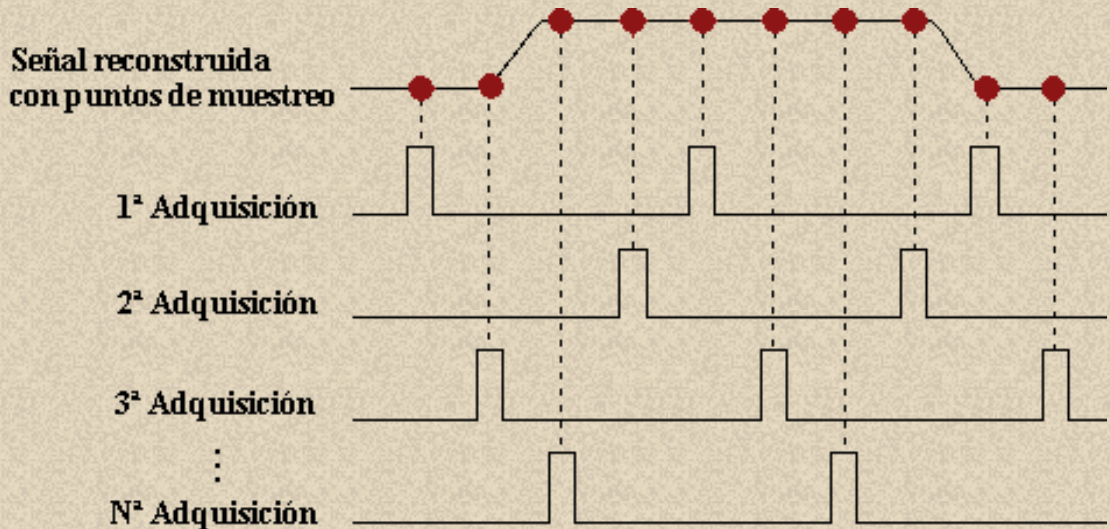 Señal reconstruida
con puntos de muestreo
1ª Adquisición
2ª Adquisición
3ª Adquisición
⋮
Nª Adquisición